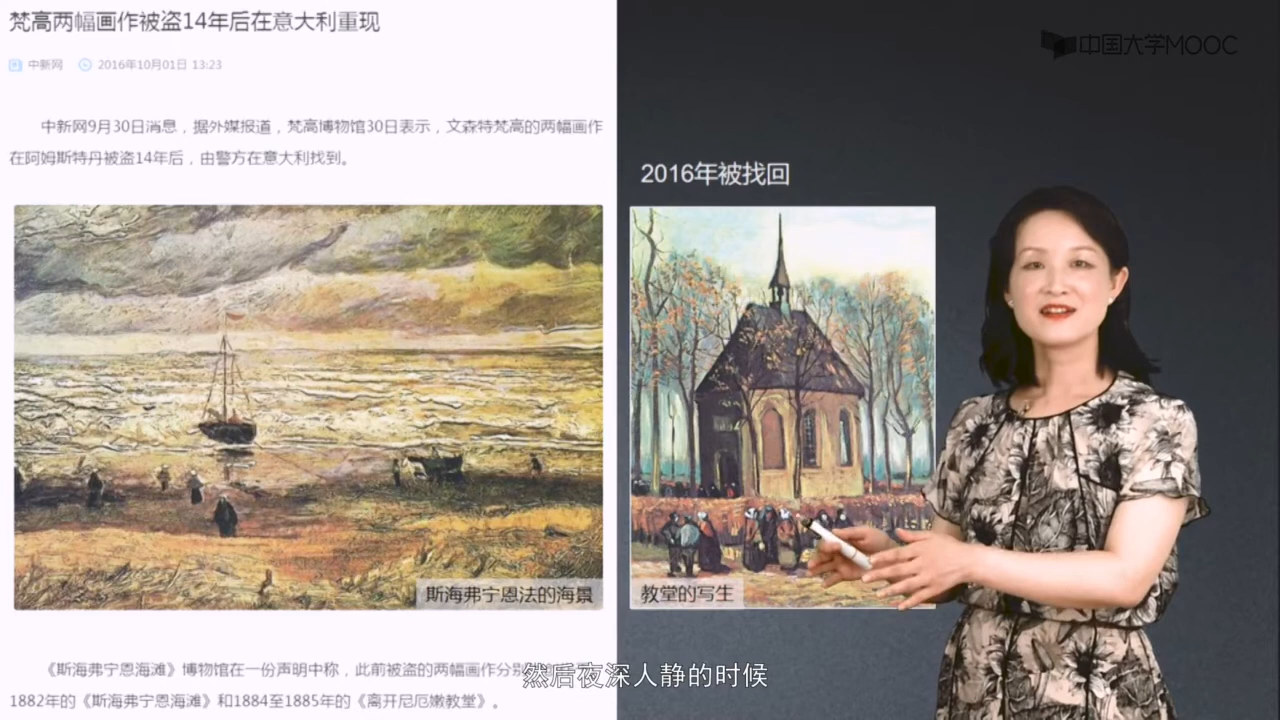 梵高两幅画作被盗14年后在意大利重现
中新网 2016年10月01日 13:23
中国大学MOOC
中新网9月30日消息，据外媒报道，梵高博物馆30日表示，文森特梵高的两幅画作
在阿姆斯特丹被盗14年后，由警方在意大利找到。
2016年被找回
斯海弗宁恩法的海景
教堂的写生
《斯海弗宁恩海滩》博物馆在一份声明中称，此前被盗的两幅画作分别
然后夜深人静的时候
1882年的《斯海弗宁恩海滩》和1884至1885年的《离开尼厄嫩教堂》。